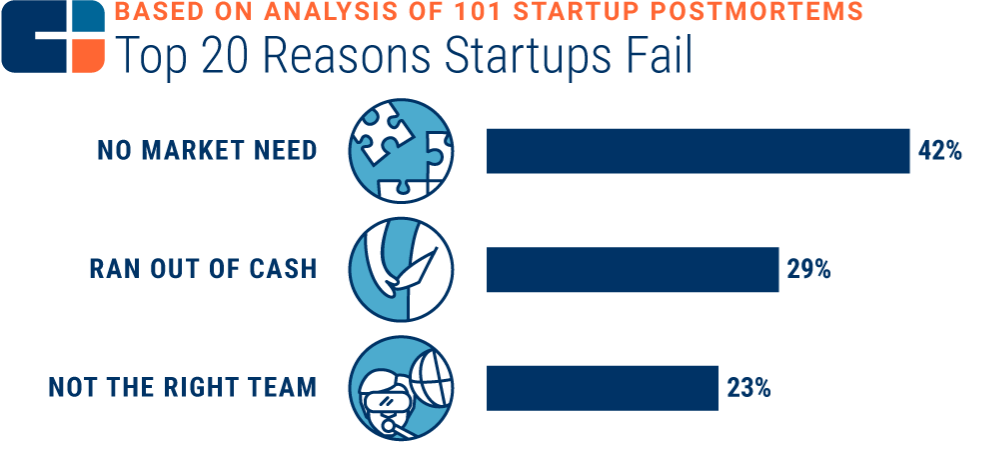 BASED ON ANALYSIS OF 101 STARTUP POSTMORTEMS
Top 20 Reasons Startups Fail
NO MARKET NEED 42%
RAN OUT OF CASH 29%
NOT THE RIGHT TEAM 23%